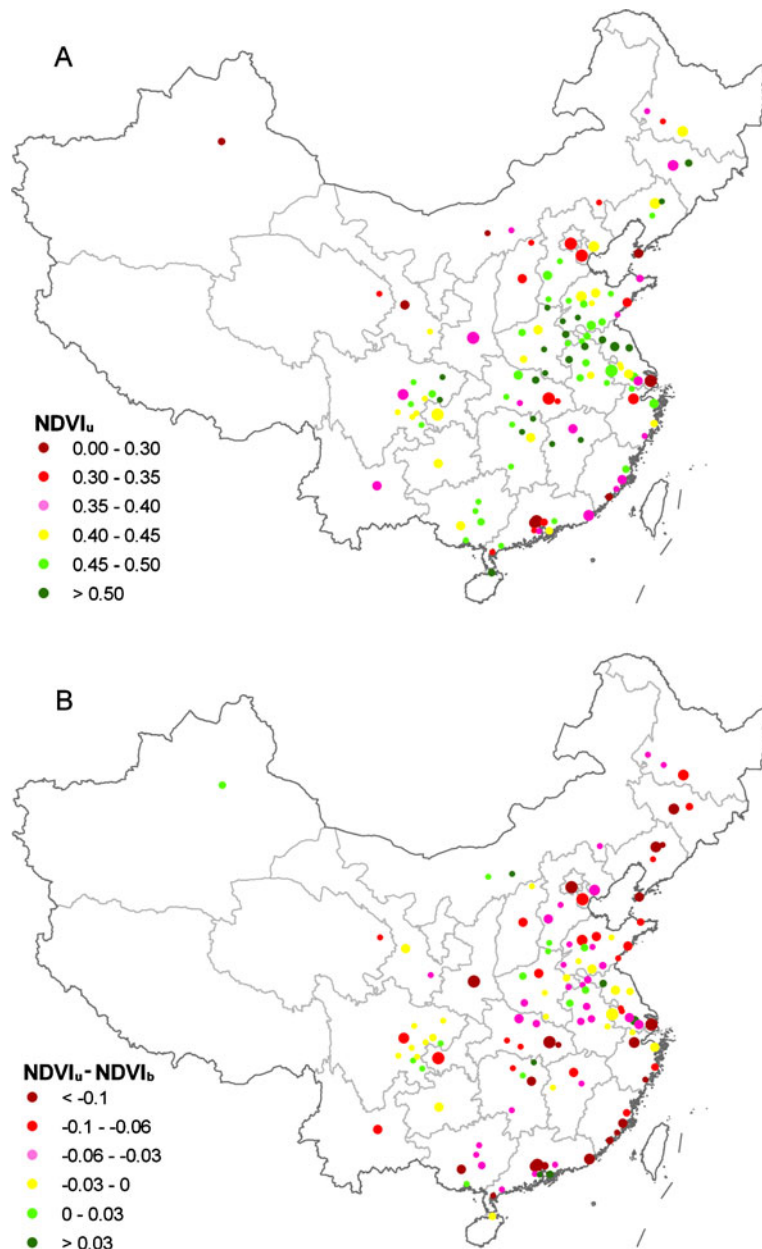 A
NDVIu
0.00 - 0.30
0.30 - 0.35
0.35 - 0.40
0.40 - 0.45
0.45 - 0.50
> 0.50
B
NDVIu - NDVIb
< -0.1
-0.1 - -0.06
-0.06 - -0.03
-0.03 - 0
0 - 0.03
> 0.03